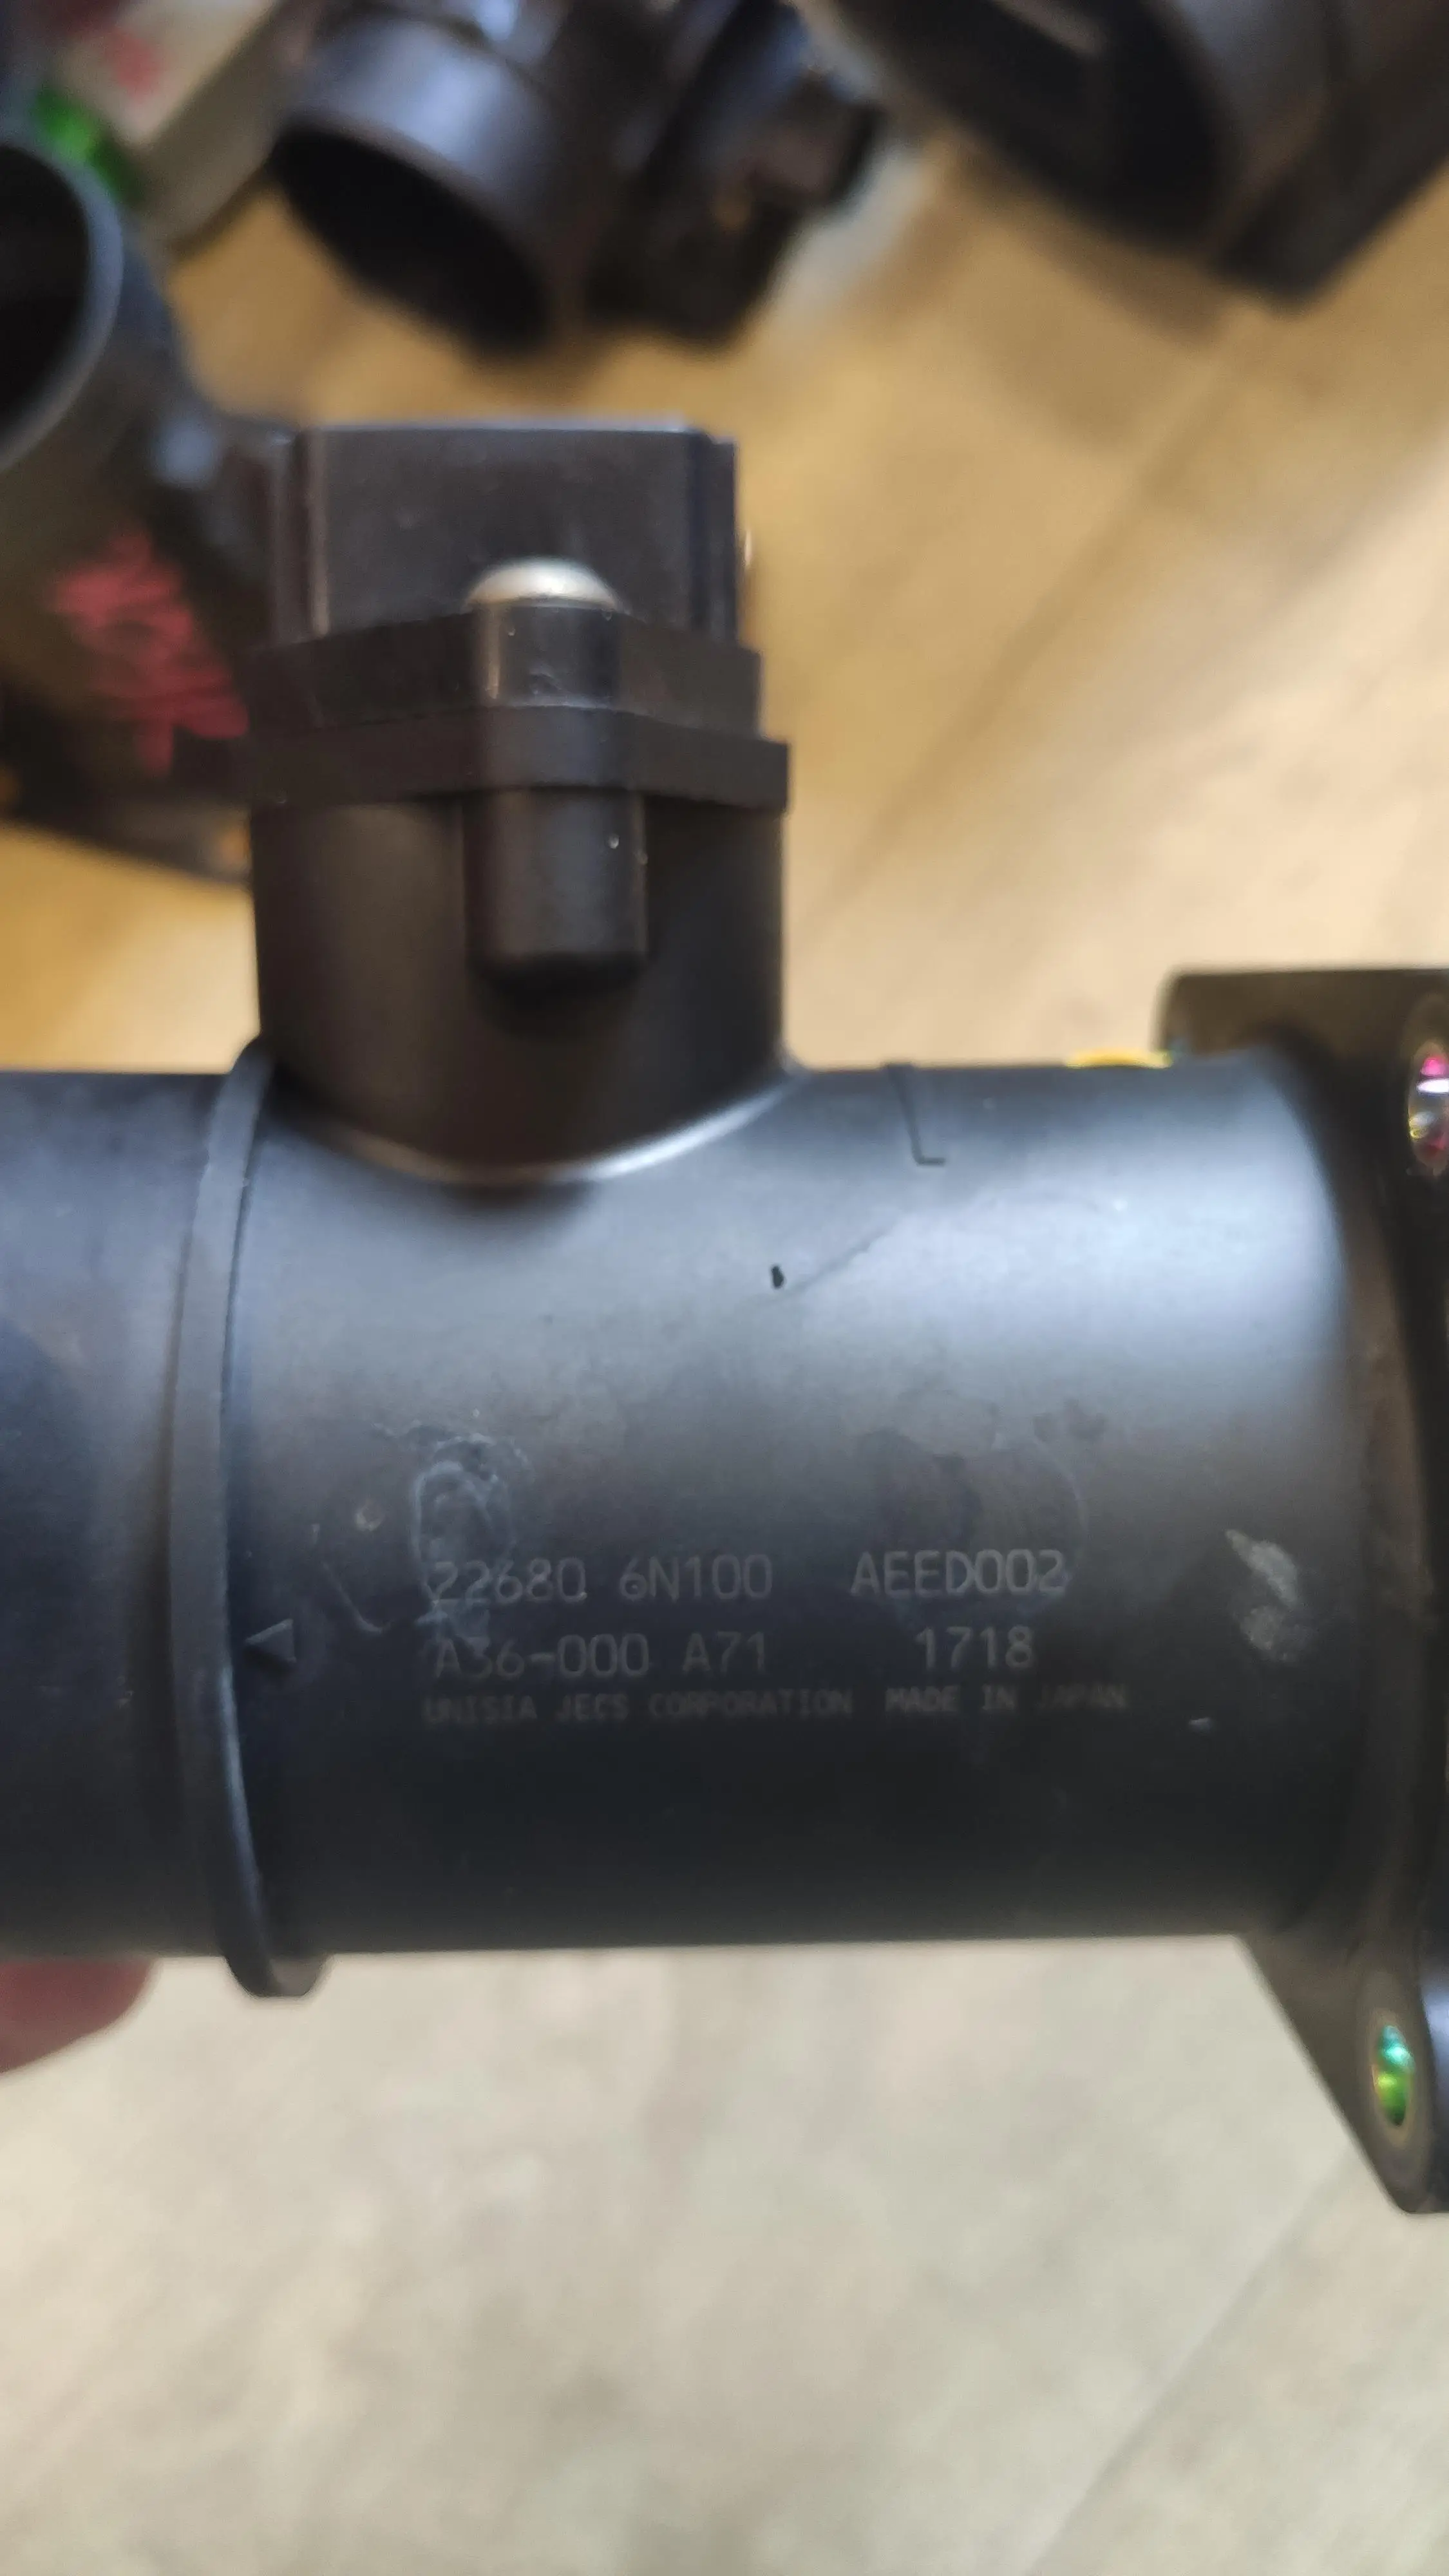 22680 6N100 AEED002
A36-000 A71 1718
UNISIA JECS CORPORATION MADE IN JAPAN